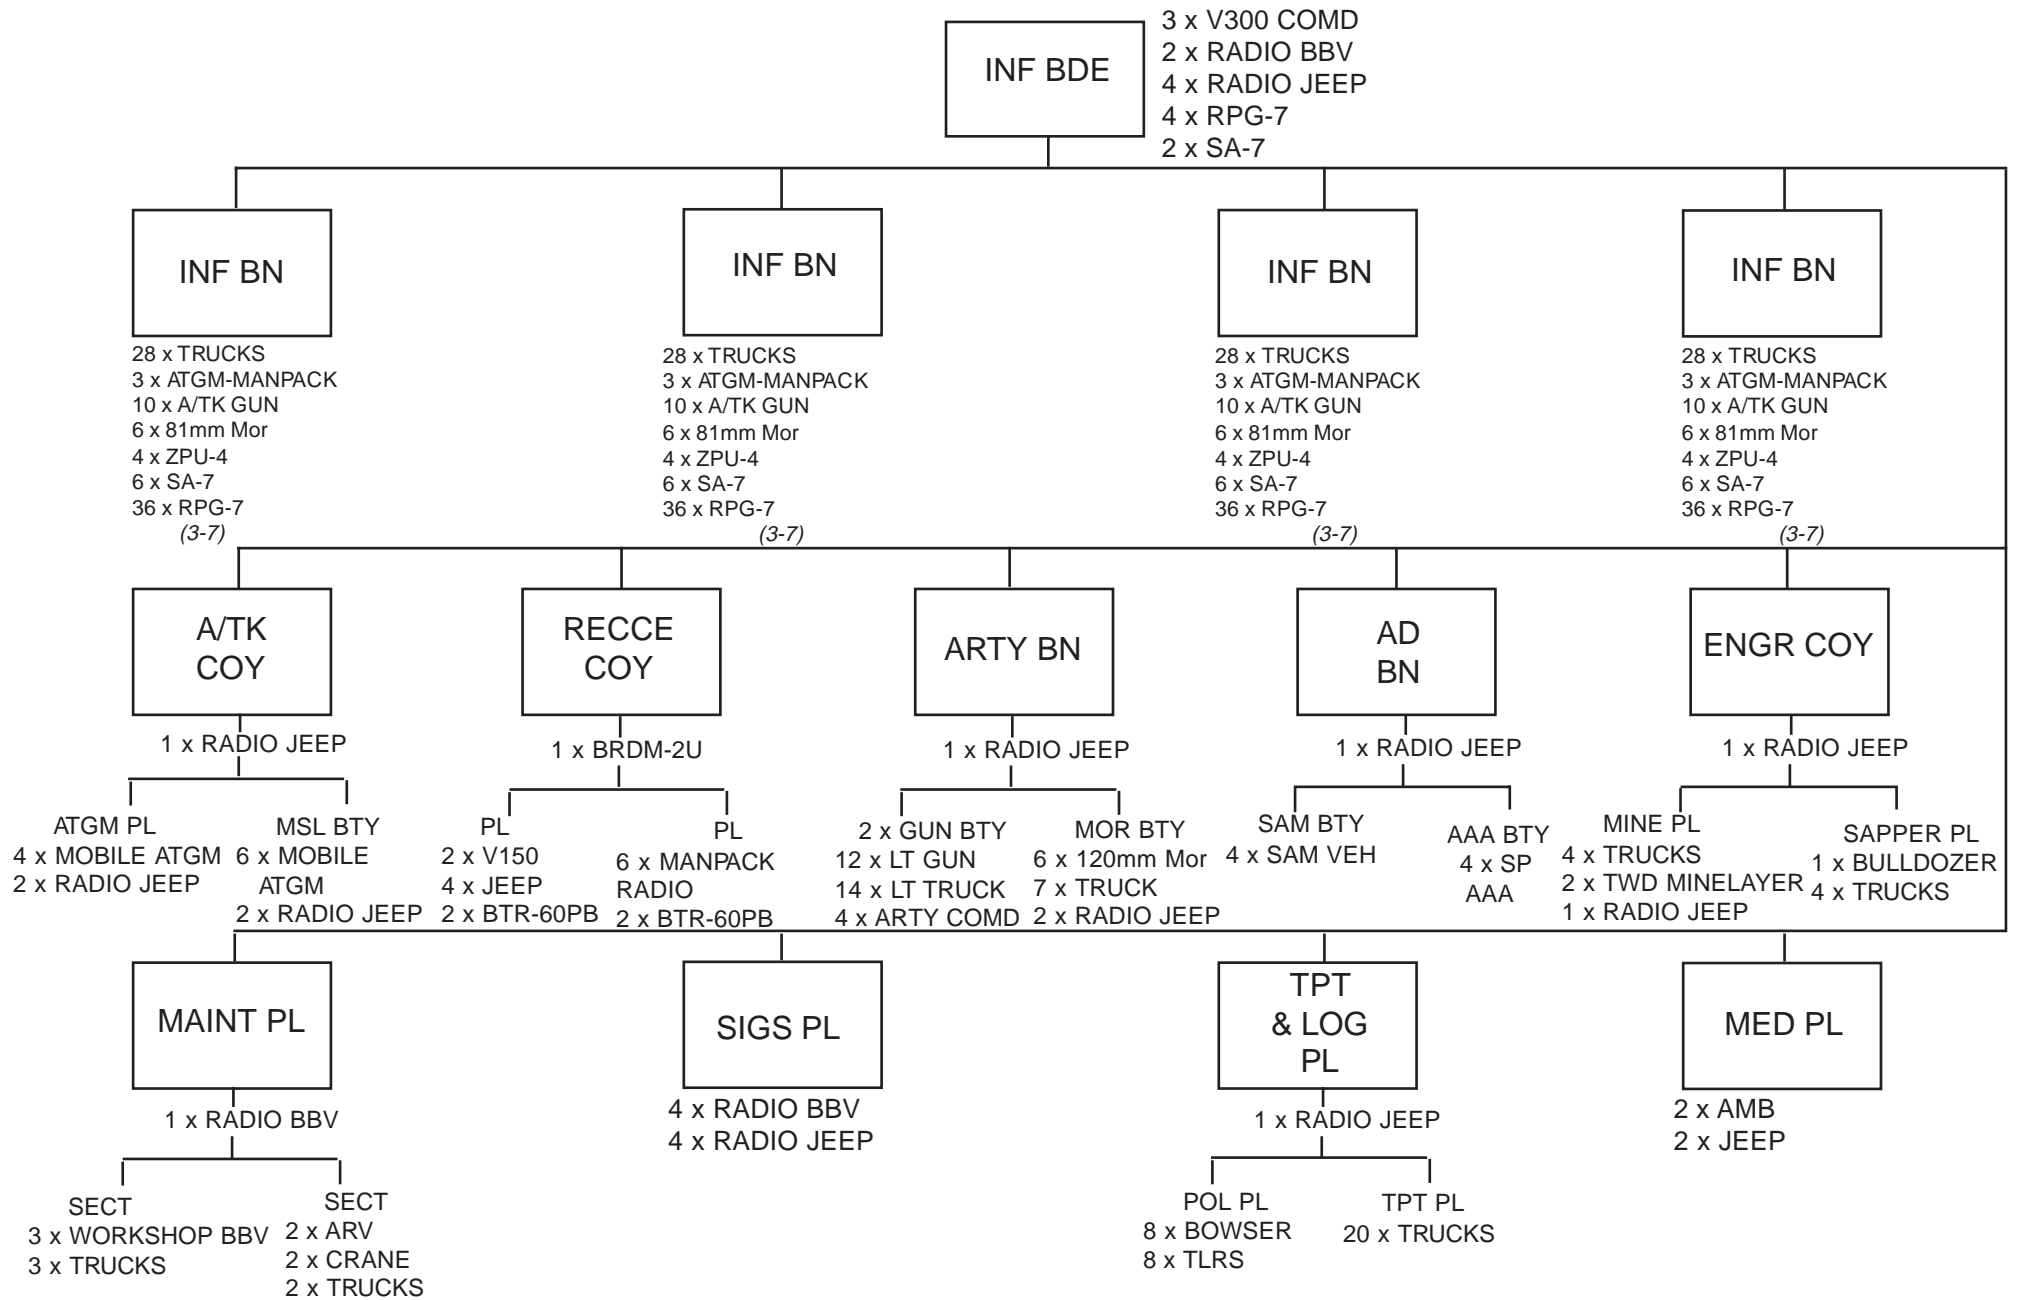 INF BDE
3 x V300 COMD
2 x RADIO BBV
4 x RADIO JEEP
4 x RPG-7
2 x SA-7
INF BN
28 x TRUCKS
3 x ATGM-MANPACK
10 x A/TK GUN
6 x 81mm Mor
4 x ZPU-4
6 x SA-7
36 x RPG-7
(3-7)
INF BN
28 x TRUCKS
3 x ATGM-MANPACK
10 x A/TK GUN
6 x 81mm Mor
4 x ZPU-4
6 x SA-7
36 x RPG-7
(3-7)
INF BN
28 x TRUCKS
3 x ATGM-MANPACK
10 x A/TK GUN
6 x 81mm Mor
4 x ZPU-4
6 x SA-7
36 x RPG-7
(3-7)
INF BN
28 x TRUCKS
3 x ATGM-MANPACK
10 x A/TK GUN
6 x 81mm Mor
4 x ZPU-4
6 x SA-7
36 x RPG-7
(3-7)
A/TK
COY
1 x RADIO JEEP
ATGM PL
4 x MOBILE ATGM
2 x RADIO JEEP
MSL BTY
6 x MOBILE
ATGM
2 x RADIO JEEP
RECCE
COY
1 x BRDM-2U
PL
2 x V150
4 x JEEP
2 x BTR-60PB
PL
6 x MANPACK
RADIO
2 x BTR-60PB
ARTY BN
1 x RADIO JEEP
2 x GUN BTY
12 x LT GUN
14 x LT TRUCK
4 x ARTY COMD
MOR BTY
6 x 120mm Mor
7 x TRUCK
2 x RADIO JEEP
AD
BN
1 x RADIO JEEP
SAM BTY
4 x SAM VEH
AAA BTY
4 x SP
AAA
ENGR COY
1 x RADIO JEEP
MINE PL
4 x TRUCKS
2 x TWD MINELAYER
1 x RADIO JEEP
SAPPER PL
1 x BULLDOZER
4 x TRUCKS
MAINT PL
1 x RADIO BBV
SECT
3 x WORKSHOP BBV
3 x TRUCKS
SECT
2 x ARV
2 x CRANE
2 x TRUCKS
SIGS PL
4 x RADIO BBV
4 x RADIO JEEP
TPT
& LOG
PL
1 x RADIO JEEP
POL PL
8 x BOWSER
8 x TLRS
TPT PL
20 x TRUCKS
MED PL
2 x AMB
2 x JEEP